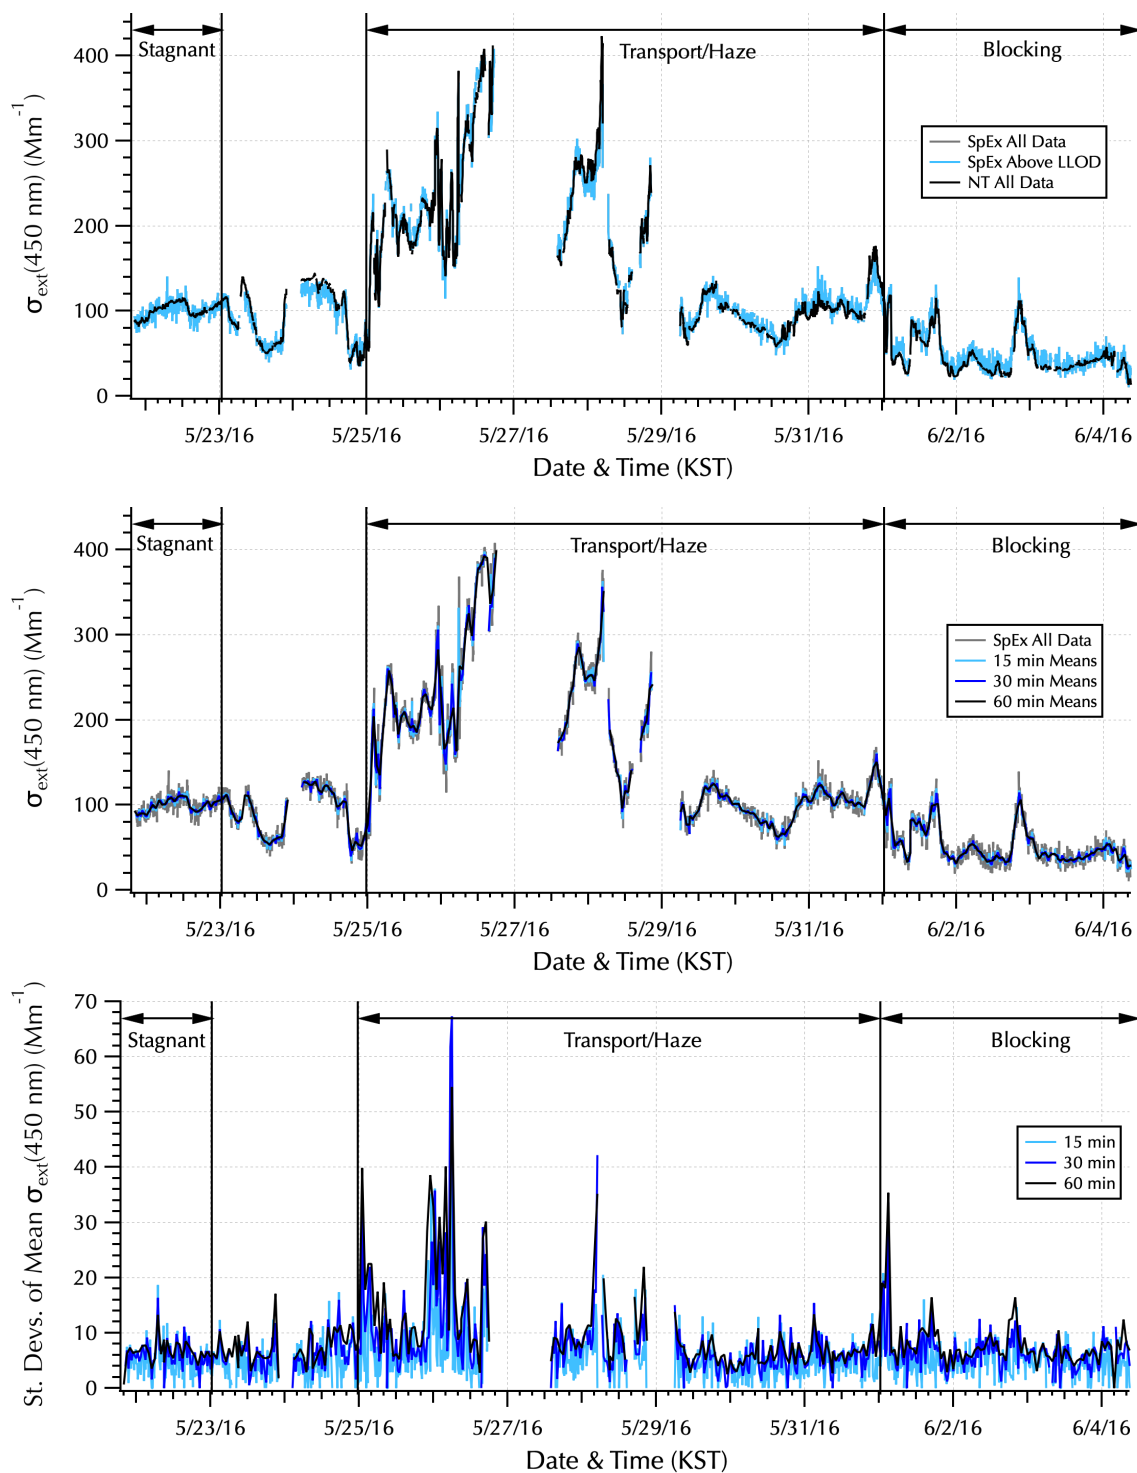 Stagnant
Transport/Haze
Blocking
400
300
200
100
0
σext(450 nm) (Mm-1)
SpEx All Data
SpEx Above LLOD
NT All Data
5/23/16 5/25/16 5/27/16 5/29/16 5/31/16 6/2/16 6/4/16
Date & Time (KST)
Stagnant
Transport/Haze
Blocking
400
300
200
100
0
σext(450 nm) (Mm-1)
SpEx All Data
15 min Means
30 min Means
60 min Means
5/23/16 5/25/16 5/27/16 5/29/16 5/31/16 6/2/16 6/4/16
Date & Time (KST)
Stagnant
Transport/Haze
Blocking
70
60
50
40
30
20
10
0
St. Devs. of Mean σext(450 nm) (Mm-1)
15 min
30 min
60 min
5/23/16 5/25/16 5/27/16 5/29/16 5/31/16 6/2/16 6/4/16
Date & Time (KST)